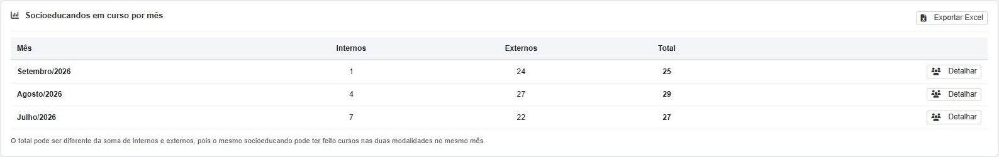 Socioeducandos em curso por mês
Exportar Excel
Mês Internos Externos Total
Setembro/2026 1 24 25 Detalhar
Agosto/2026 4 27 29 Detalhar
Julho/2026 7 22 27 Detalhar
O total pode ser diferente da soma de internos e externos, pois o mesmo socioeducando pode ter feito cursos nas duas modalidades no mesmo mês.